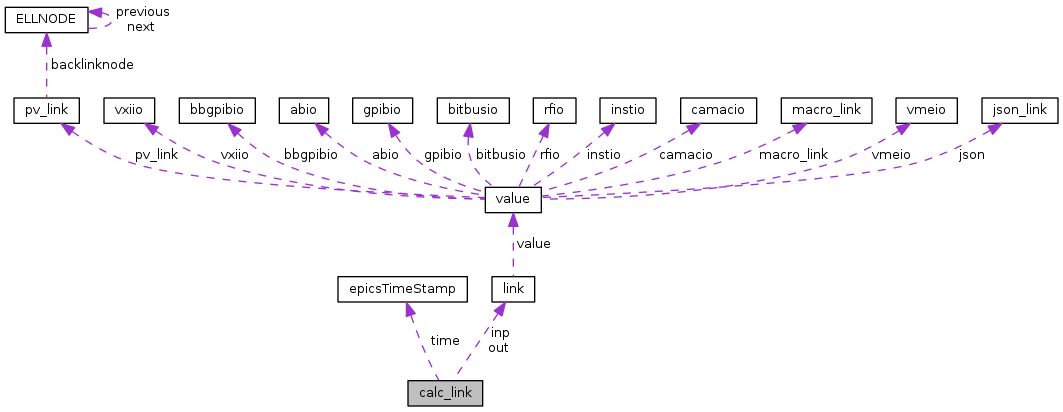 ELLNODE
previous
next
backlinknode
pv_link
vxiio
bbgpibio
abio
gpibio
bitbusio
rfio
instio
camacio
macro_link
vmeio
json_link
pv_link
vxiio
bbgpibio
abio
gpibio
bitbusio
rfio
instio
camacio
macro_link
vmeio
json
value
value
epicsTimeStamp
link
time
inp
out
calc_link